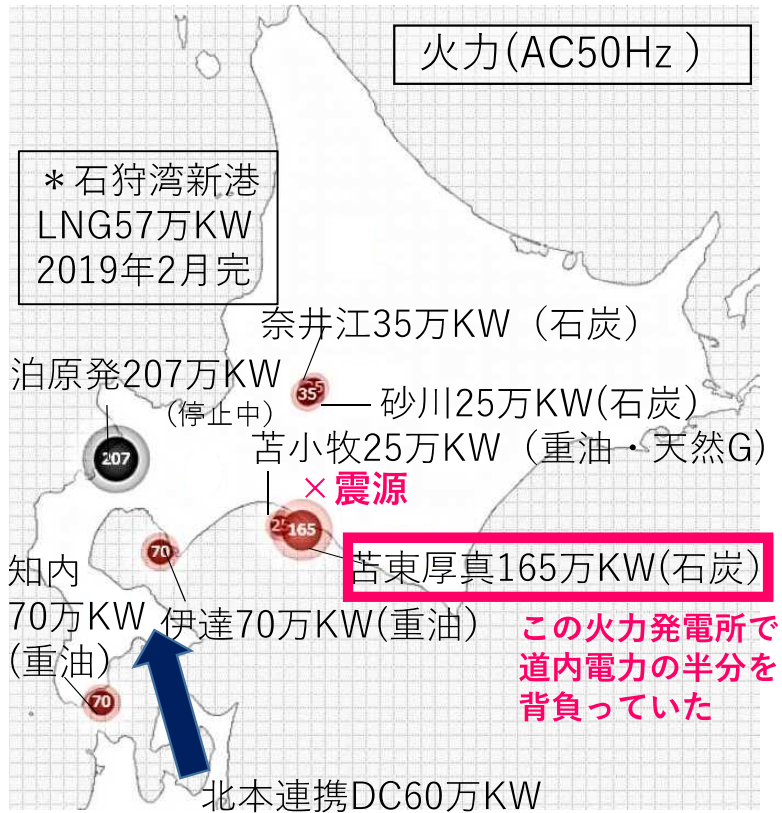 火力(AC50Hz )
＊石狩湾新港
LNG57万KW
2019年2月完
奈井江35万KW（石炭）
泊原発207万KW
(停止中)
35
砂川25万KW(石炭)
207
苫小牧25万KW（重油・天然G)
×震源
25
165
70
苫東厚真165万KW(石炭)
知内
70万KW
(重油)
伊達70万KW(重油)
この火力発電所で
道内電力の半分を
背負っていた
70
北本連携DC60万KW